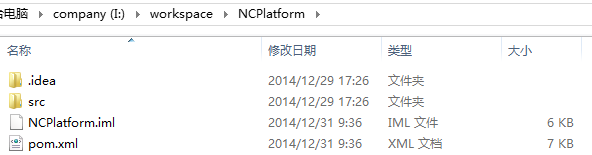 电脑 ▸ company (I:) ▸ workspace ▸ NCPlatform ▸
名称 修改日期 类型 大小
.idea 2014/12/29 17:26 文件夹
src 2014/12/29 17:26 文件夹
NCPlatform.iml 2014/12/31 9:36 IML 文件 6 KB
pom.xml 2014/12/31 9:36 XML 文档 7 KB